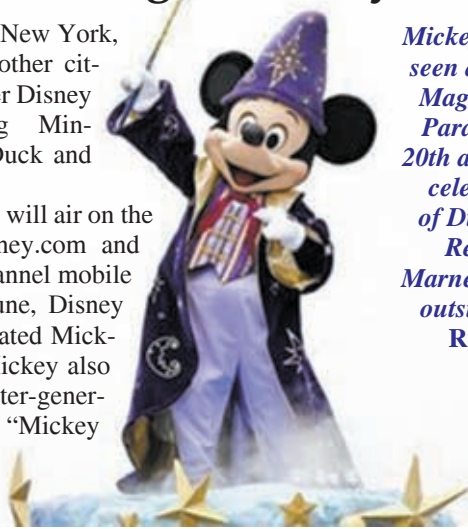 New York,
other cit-
er Disney
g Min-
Duck and
will air on the
ney.com and
annel mobile
une, Disney
ated Mick-
ickey also
ter-gener-
“Mickey
Micke
seen a
Mag
Para
20th a
cele
of Di
Re
Marne
outsi
R